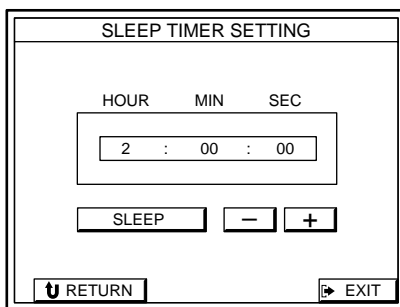 SLEEP TIMER SETTING
HOUR MIN SEC
2 : 00 : 00
SLEEP − +
RETURN EXIT